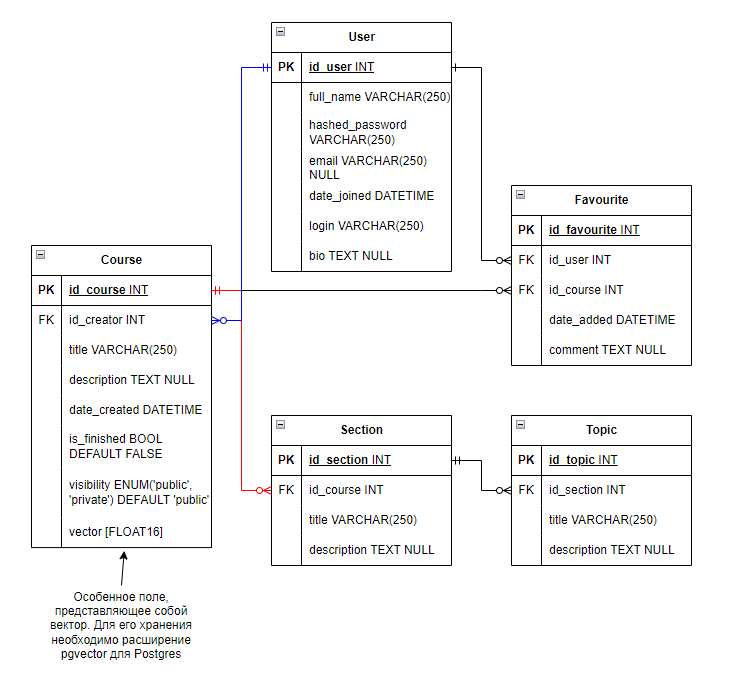 User
PK id_user INT
full_name VARCHAR(250)
hashed_password
VARCHAR(250)
email VARCHAR(250)
NULL
date_joined DATETIME
login VARCHAR(250)
bio TEXT NULL
Favourite
PK id_favourite INT
FK id_user INT
FK id_course INT
date_added DATETIME
comment TEXT NULL
Course
PK id_course INT
FK id_creator INT
title VARCHAR(250)
description TEXT NULL
date_created DATETIME
is_finished BOOL
DEFAULT FALSE
visibility ENUM('public',
'private') DEFAULT 'public'
vector [FLOAT16]
Section
PK id_section INT
FK id_course INT
title VARCHAR(250)
description TEXT NULL
Topic
PK id_topic INT
FK id_section INT
title VARCHAR(250)
description TEXT NULL
Особенное поле,
представляющее собой
вектор. Для его хранения
необходимо расширение
pgvector для Postgres